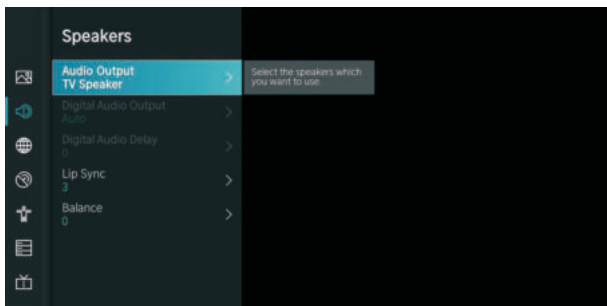 Speakers
Audio Output
TV Speaker
Select the speakers which
you want to use.
Digital Audio Output
Auto
Digital Audio Delay
0
Lip Sync
3
Balance
0